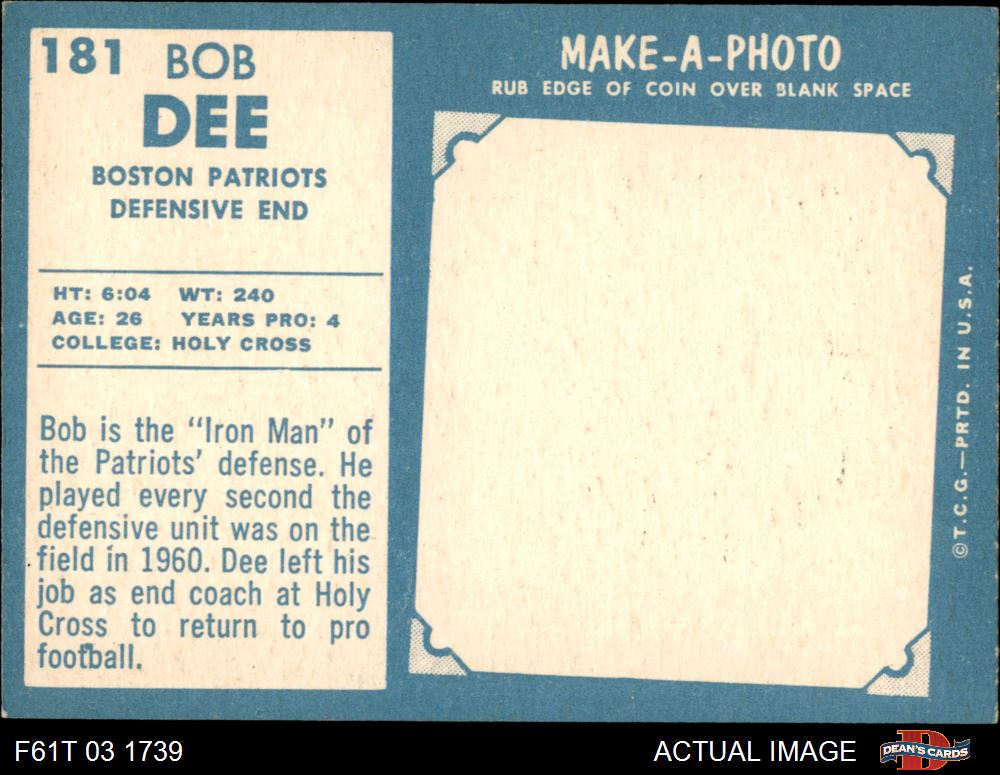 181 BOB
DEE
BOSTON PATRIOTS
DEFENSIVE END
HT: 6:04 WT: 240
AGE: 26 YEARS PRO: 4
COLLEGE: HOLY CROSS
Bob is the “Iron Man” of
the Patriots’ defense. He
played every second the
defensive unit was on the
field in 1960. Dee left his
job as end coach at Holy
Cross to return to pro
football.
MAKE-A-PHOTO
RUB EDGE OF COIN OVER BLANK SPACE
©T.C.G.—PRTD. IN U.S.A.
F61T 03 1739
ACTUAL IMAGE
DEAN'S CARDS